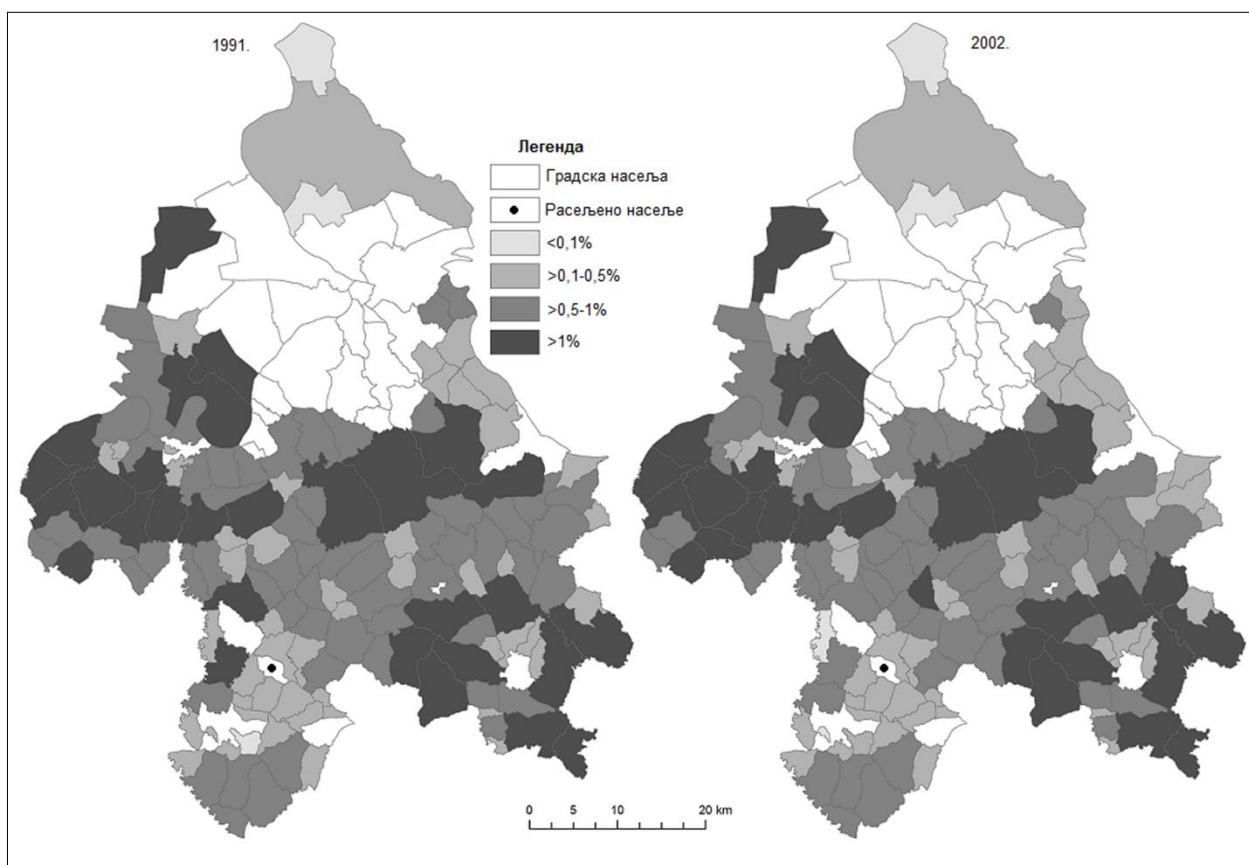 1991.
2002.
Легенда
Градска насеља
Расељено насеље
<0,1%
>0,1-0,5%
>0,5-1%
>1%
0 5 10 20 km